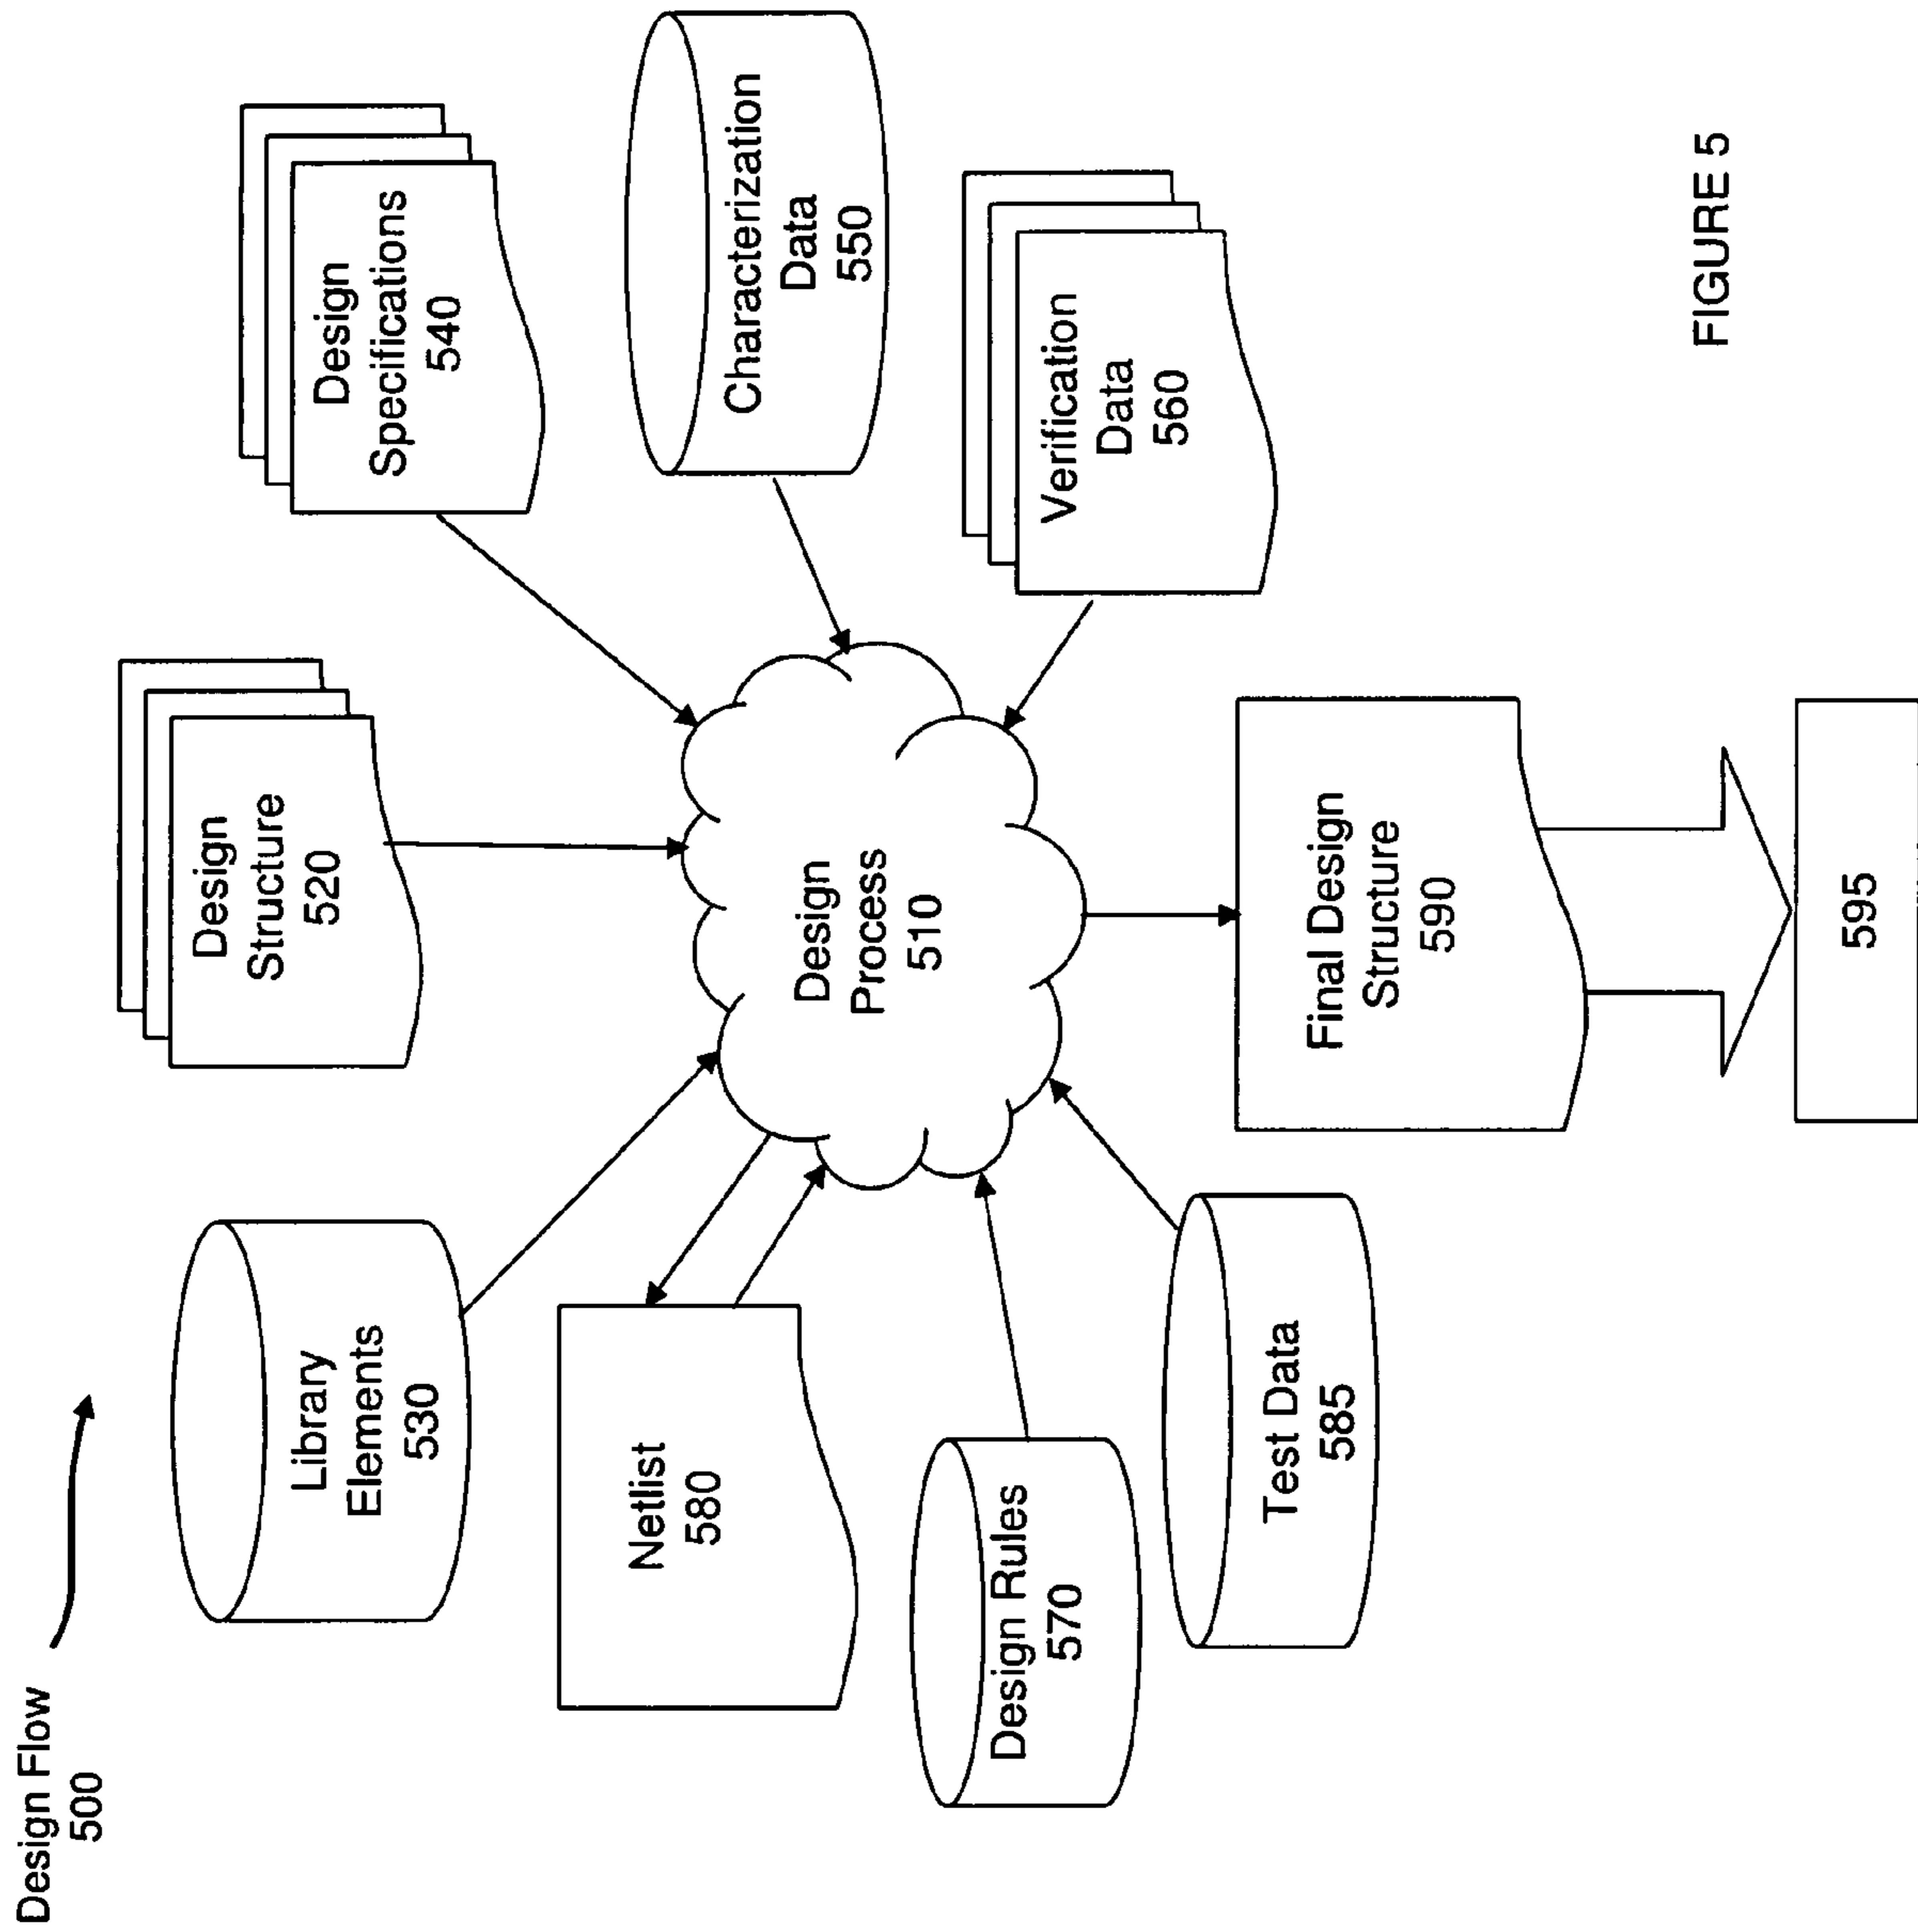 Design Flow
500
Design
Structure
520
Library
Elements
530
Design
Specifications
540
Netlist
580
Characterization
Data
550
Design
Process
510
Design Rules
570
Verification
Data
560
Test Data
585
Final Design
Structure
590
595
FIGURE 5